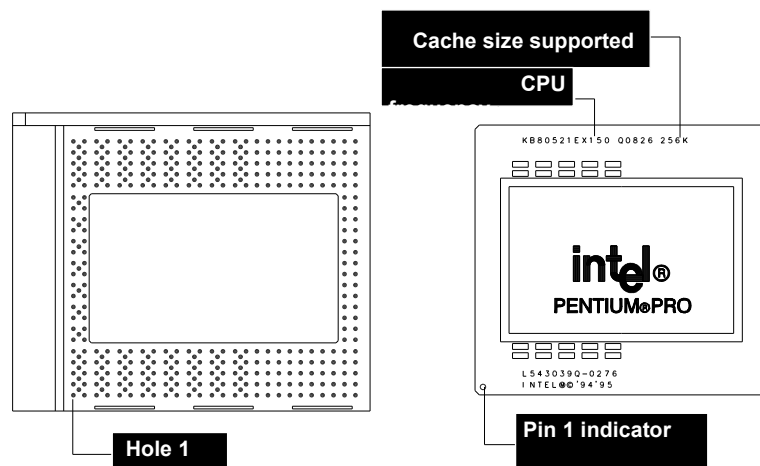 Cache size supported
CPU
frequency
KB80521EX150 Q0826 256K
intel®
PENTIUM®PRO
L543039Q-0276
INTEL Ⓜ©'94'95
Hole 1
Pin 1 indicator